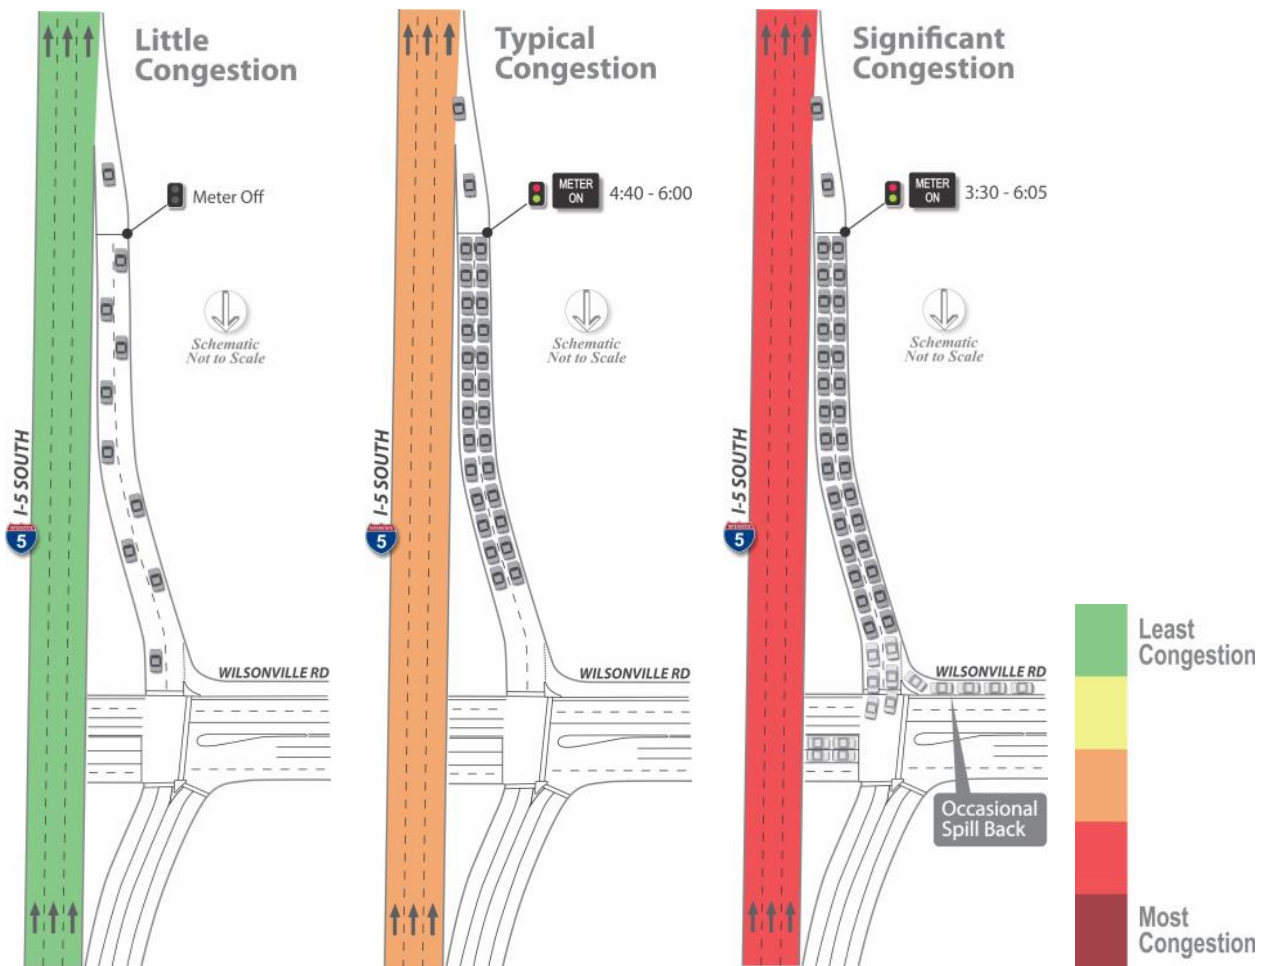 Little
Congestion
Meter Off
Schematic
Not to Scale
I-5 SOUTH
5
WILSONVILLE RD
Typical
Congestion
METER
ON
4:40 - 6:00
Schematic
Not to Scale
I-5 SOUTH
5
WILSONVILLE RD
Significant
Congestion
METER
ON
3:30 - 6:05
Schematic
Not to Scale
I-5 SOUTH
5
WILSONVILLE RD
Occasional
Spill Back
Least
Congestion
Most
Congestion